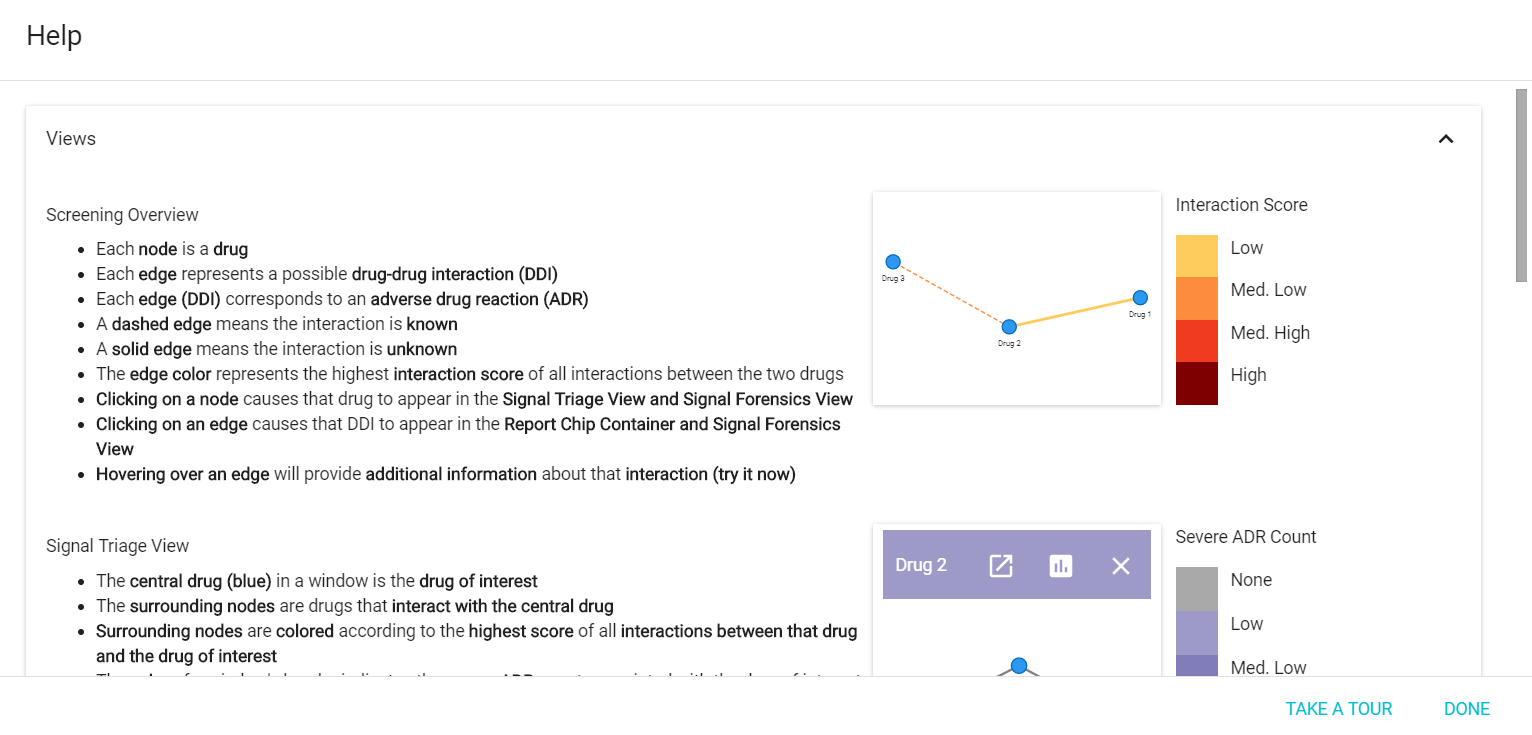 Help
Views
Screening Overview
Each node is a drug
Each edge represents a possible drug-drug interaction (DDI)
Each edge (DDI) corresponds to an adverse drug reaction (ADR)
A dashed edge means the interaction is known
A solid edge means the interaction is unknown
The edge color represents the highest interaction score of all interactions between the two drugs
Clicking on a node causes that drug to appear in the Signal Triage View and Signal Forensics View
Clicking on an edge causes that DDI to appear in the Report Chip Container and Signal Forensics
View
Hovering over an edge will provide additional information about that interaction (try it now)
Drug 3
Drug 2
Drug 1
Interaction Score
Low
Med. Low
Med. High
High
Signal Triage View
The central drug (blue) in a window is the drug of interest
The surrounding nodes are drugs that interact with the central drug
Surrounding nodes are colored according to the highest score of all interactions between that drug
and the drug of interest
Drug 2
Severe ADR Count
None
Low
Med. Low
TAKE A TOUR
DONE